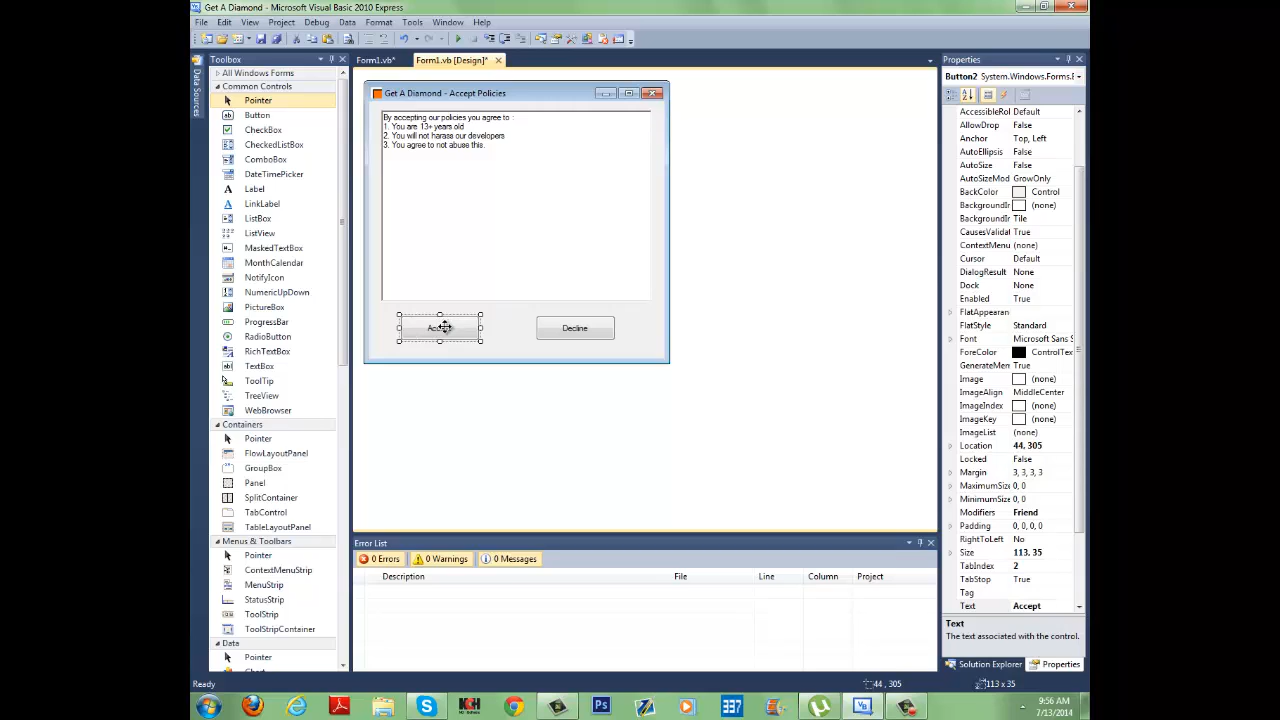 Get A Diamond - Microsoft Visual Basic 2010 Express
File Edit View Project Debug Data Format Tools Window Help
Toolbox
Data Sources
All Windows Forms
Common Controls
Pointer
Button
CheckBox
CheckedListBox
ComboBox
DateTimePicker
Label
LinkLabel
ListBox
ListView
MaskedTextBox
MonthCalendar
NotifyIcon
NumericUpDown
PictureBox
ProgressBar
RadioButton
RichTextBox
TextBox
ToolTip
TreeView
WebBrowser
Containers
Pointer
FlowLayoutPanel
GroupBox
Panel
SplitContainer
TabControl
TableLayoutPanel
Menus & Toolbars
Pointer
ContextMenuStrip
MenuStrip
StatusStrip
ToolStrip
ToolStripContainer
Data
Pointer
Form1.vb* Form1.vb [Design]*
Get A Diamond - Accept Policies
By accepting our policies you agree to :
1. You are 13+ years old
2. You will not harass our developers
3. You agree to not abuse this.
Decline
Error List
0 Errors 0 Warnings 0 Messages
Description File Line Column Project
Properties
Button2 System.Windows.Forms.E
AccessibleRol Default
AllowDrop False
Anchor Top, Left
AutoEllipsis False
AutoSize False
AutoSizeMod GrowOnly
BackColor Control
BackgroundIr (none)
BackgroundIr Tile
CausesValidat True
ContextMenu (none)
Cursor Default
DialogResult None
Dock None
Enabled True
FlatAppearan
FlatStyle Standard
Font Microsoft Sans S
ForeColor ControlTex
GenerateMen True
Image (none)
ImageAlign MiddleCenter
ImageIndex (none)
ImageKey (none)
ImageList (none)
Location 44, 305
Locked False
Margin 3, 3, 3, 3
MaximumSize 0, 0
MinimumSize 0, 0
Modifiers Friend
Padding 0, 0, 0, 0
RightToLeft No
Size 113, 35
TabIndex 2
TabStop True
Tag
Text Accept
Text
The text associated with the control.
Solution Explorer Properties
Ready 44 , 305 113 x 35
Ps 337
9:56 AM
7/13/2014